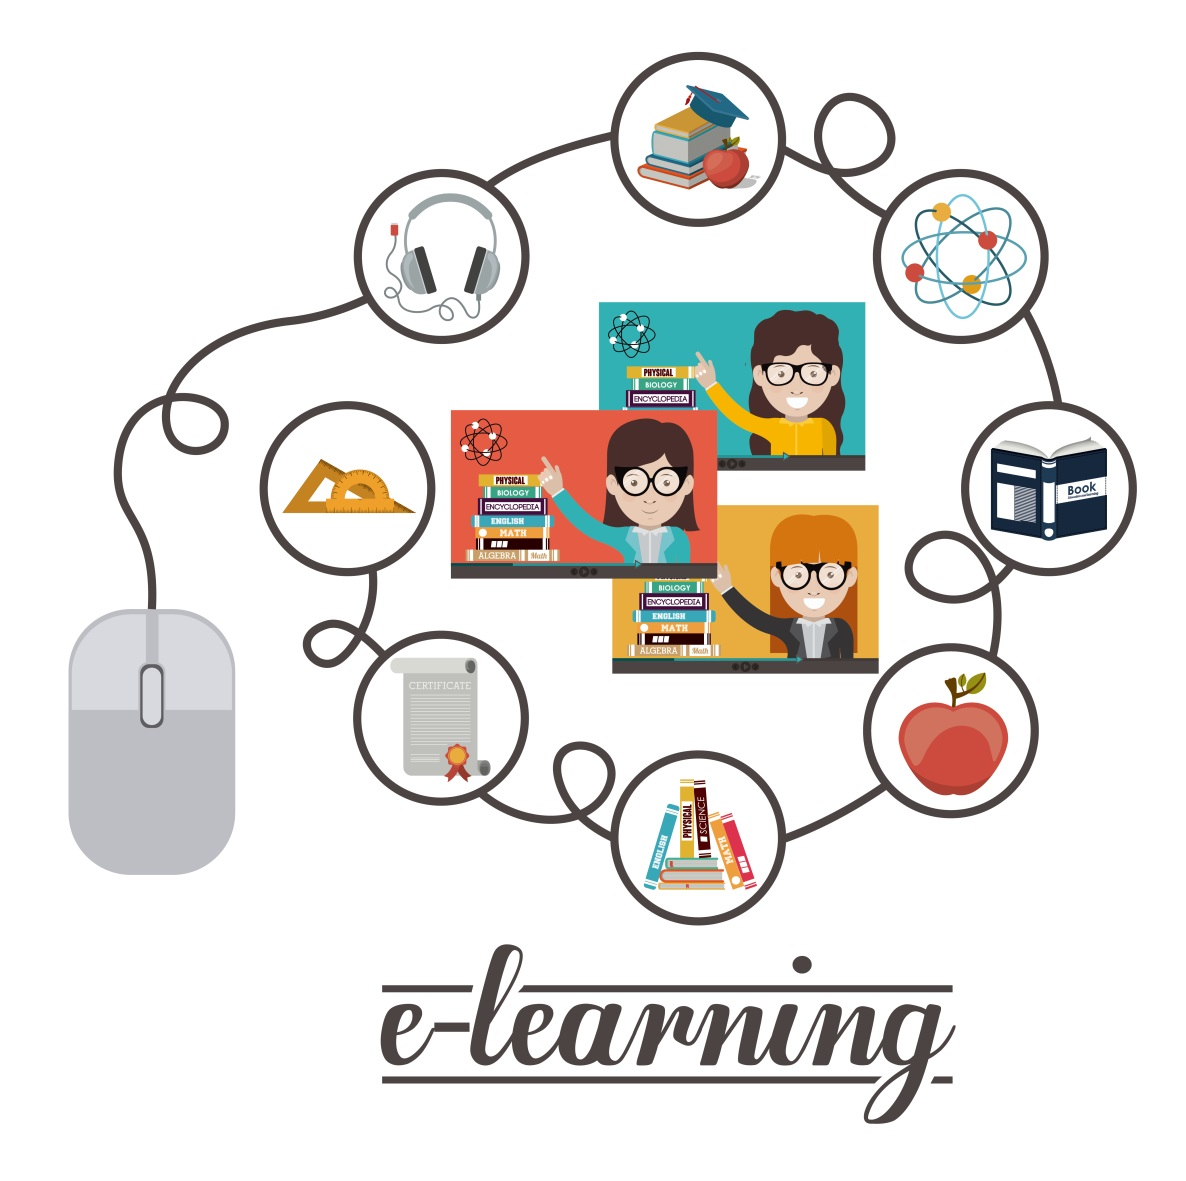 PHYSICAL
BIOLOGY
ENCYCLOPEDIA
PHYSICAL
BIOLOGY
ENCYCLOPEDIA
ENGLISH
MATH
ALGEBRA
Math
BIOLOGY
ENCYCLOPEDIA
ENGLISH
MATH
ALGEBRA
Math
Book
CERTIFICATE
ENGLISH
PHYSICAL
SCIENCE
MATH
e-learning